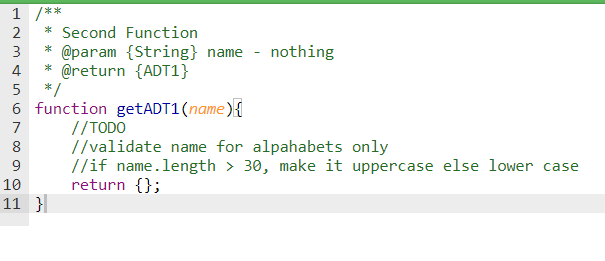 1 /**
2  * Second Function
3  * @param {String} name - nothing
4  * @return {ADT1}
5  */
6 function getADT1(name){
7     //TODO
8     //validate name for alpahabets only
9     //if name.length > 30, make it uppercase else lower case
10     return {};
11 }